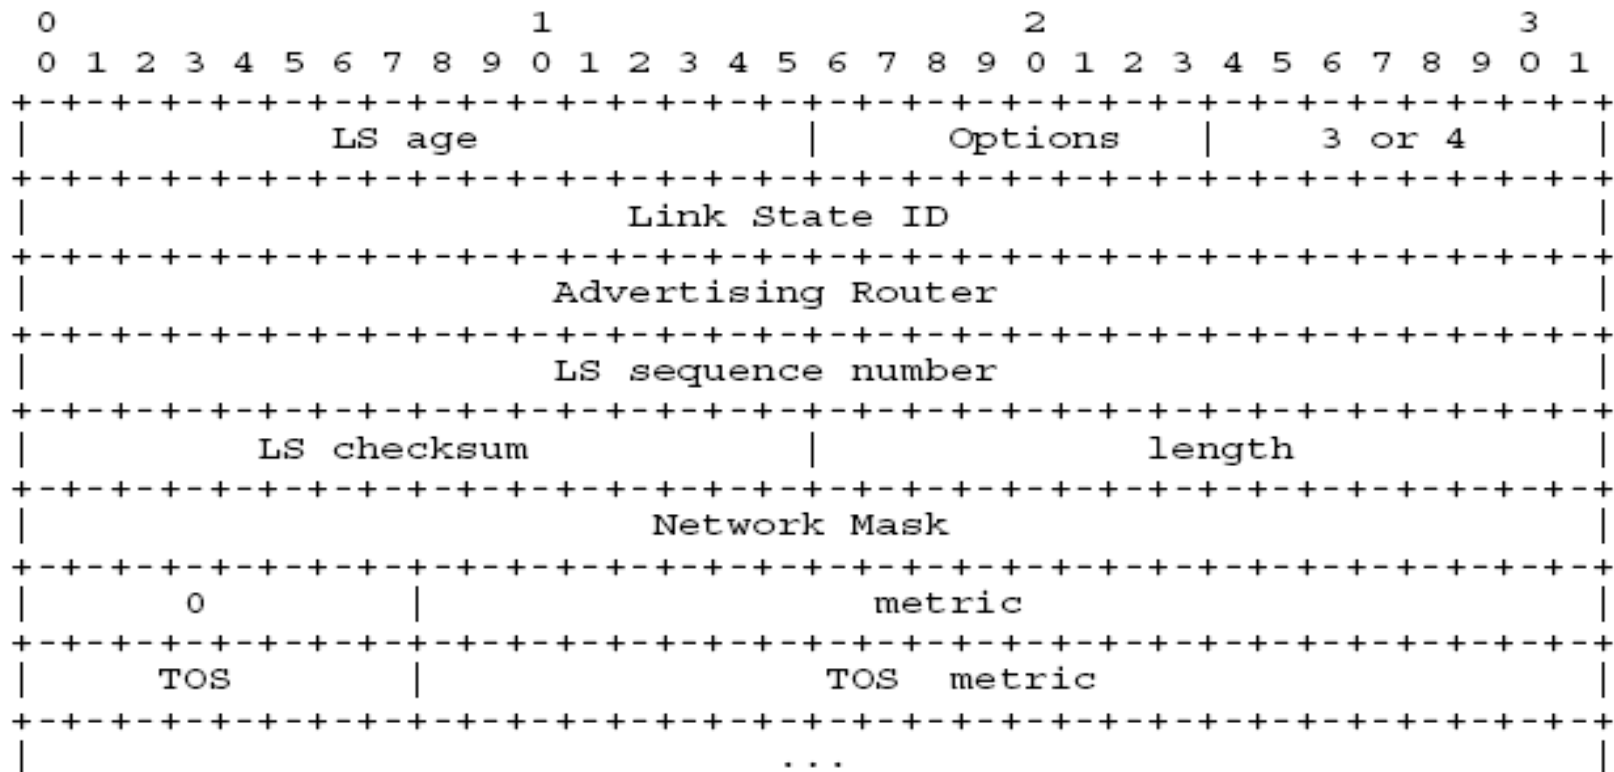 0 1 2 3
0 1 2 3 4 5 6 7 8 9 0 1 2 3 4 5 6 7 8 9 0 1 2 3 4 5 6 7 8 9 0 1
+-+-+-+-+-+-+-+-+-+-+-+-+-+-+-+-+-+-+-+-+-+-+-+-+-+-+-+-+-+-+-+-+
| LS age | Options | 3 or 4 |
+-+-+-+-+-+-+-+-+-+-+-+-+-+-+-+-+-+-+-+-+-+-+-+-+-+-+-+-+-+-+-+-+
| Link State ID |
+-+-+-+-+-+-+-+-+-+-+-+-+-+-+-+-+-+-+-+-+-+-+-+-+-+-+-+-+-+-+-+-+
| Advertising Router |
+-+-+-+-+-+-+-+-+-+-+-+-+-+-+-+-+-+-+-+-+-+-+-+-+-+-+-+-+-+-+-+-+
| LS sequence number |
+-+-+-+-+-+-+-+-+-+-+-+-+-+-+-+-+-+-+-+-+-+-+-+-+-+-+-+-+-+-+-+-+
| LS checksum | length |
+-+-+-+-+-+-+-+-+-+-+-+-+-+-+-+-+-+-+-+-+-+-+-+-+-+-+-+-+-+-+-+-+
| Network Mask |
+-+-+-+-+-+-+-+-+-+-+-+-+-+-+-+-+-+-+-+-+-+-+-+-+-+-+-+-+-+-+-+-+
| 0 | metric |
+-+-+-+-+-+-+-+-+-+-+-+-+-+-+-+-+-+-+-+-+-+-+-+-+-+-+-+-+-+-+-+-+
| TOS | TOS metric |
+-+-+-+-+-+-+-+-+-+-+-+-+-+-+-+-+-+-+-+-+-+-+-+-+-+-+-+-+-+-+-+-+
| ... |